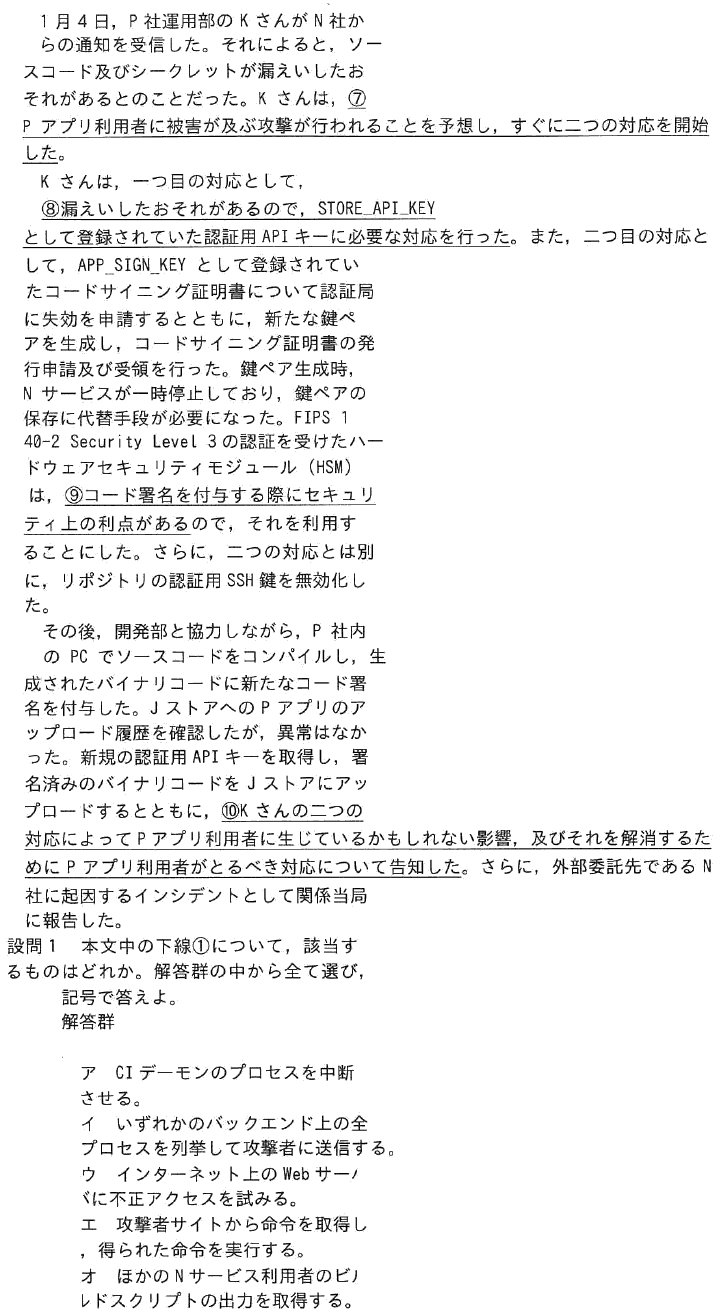 1月4日，P社運用部のKさんがN社か
らの通知を受信した。それによると，ソー
スコード及びシークレットが漏えいしたお
それがあるとのことだった。Kさんは，⑦
Pアプリ利用者に被害が及ぶ攻撃が行われることを予想し，すぐに二つの対応を開始
した。
Kさんは，一つ目の対応として，
⑧漏えいしたおそれがあるので，STORE_API_KEY
として登録されていた認証用APIキーに必要な対応を行った。また，二つ目の対応と
して，APP_SIGN_KEY として登録されてい
たコードサイニング証明書について認証局
に失効を申請するとともに，新たな鍵ペ
アを生成し，コードサイニング証明書の発
行申請及び受領を行った。鍵ペア生成時，
Nサービスが一時停止しており，鍵ペアの
保存に代替手段が必要になった。FIPS 1
40-2 Security Level 3の認証を受けたハー
ドウェアセキュリティモジュール（HSM）
は，⑨コード署名を付与する際にセキュリ
ティ上の利点があるので，それを利用す
ることにした。さらに，二つの対応とは別
に，リポジトリの認証用SSH鍵を無効化し
た。
その後，開発部と協力しながら，P社内
のPCでソースコードをコンパイルし，生
成されたバイナリコードに新たなコード署
名を付与した。JストアへのPアプリのア
ップロード履歴を確認したが，異常はなか
った。新規の認証用APIキーを取得し，署
名済みのバイナリコードをJストアにアッ
プロードするとともに，⑩Kさんの二つの
対応によってPアプリ利用者に生じているかもしれない影響，及びそれを解消するた
めにPアプリ利用者がとるべき対応について告知した。さらに，外部委託先であるN
社に起因するインシデントとして関係当局
に報告した。
設問1　本文中の下線①について，該当す
るものはどれか。解答群の中から全て選び，
記号で答えよ。
解答群
ア　CIデーモンのプロセスを中断
させる。
イ　いずれかのバックエンド上の全
プロセスを列挙して攻撃者に送信する。
ウ　インターネット上のWebサー
バに不正アクセスを試みる。
エ　攻撃者サイトから命令を取得し
，得られた命令を実行する。
オ　ほかのNサービス利用者のビ
ルドスクリプトの出力を取得する。